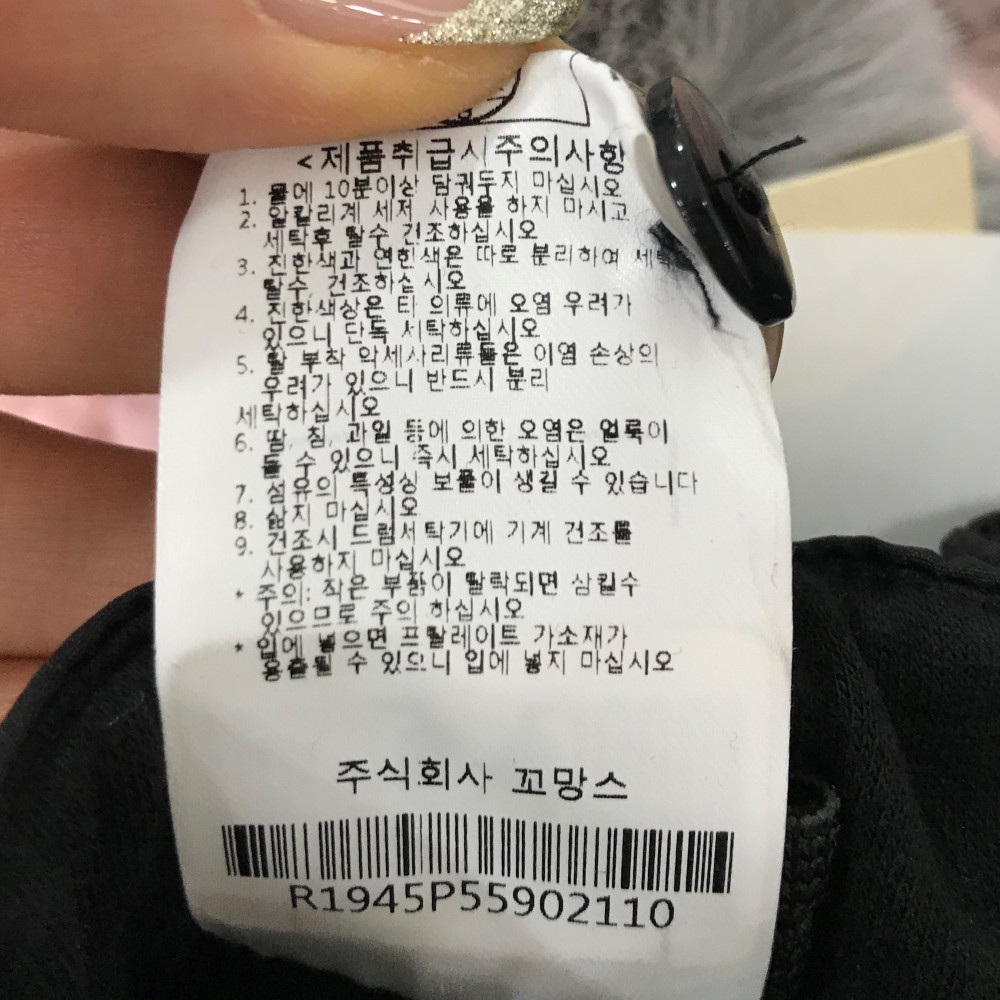 <제품취급시주의사항
1. 물에 10분이상 담궈두지 마십시오
2. 알칼리계 세저 사용을 하지 마시고
세탁후 탈수 건조하십시오
3. 진한색과 연한색은 따로 분리하여 세탁
탈수, 건조하십시오
4. 진한색상은 타 의류에 오염 우려가
있으니 단독 세탁하십시오
5. 탈 부착 악세사리류들은 이염 손상의
우려가 있으니 반드시 분리
세탁하십시오
6. 땀, 침, 과일 등에 의한 오염은 얼룩이
될 수 있으니 즉시 세탁하십시오
7. 섬유의 특성상 보풀이 생길 수 있습니다
8. 삶지 마십시오
9. 건조시 드럼세탁기에 기계 건조를
사용하지 마십시오
* 주의: 작은 부품이 탈락되면 삼킬수
있으므로 주의 하십시오
* 입에 넣으면 프탈레이트 가소재가
용출될 수 있으니 입에 넣지 마십시오
주식회사 꼬망스
R1945P55902110